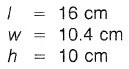 l = 16 cm
w = 10.4 cm
h = 10 cm